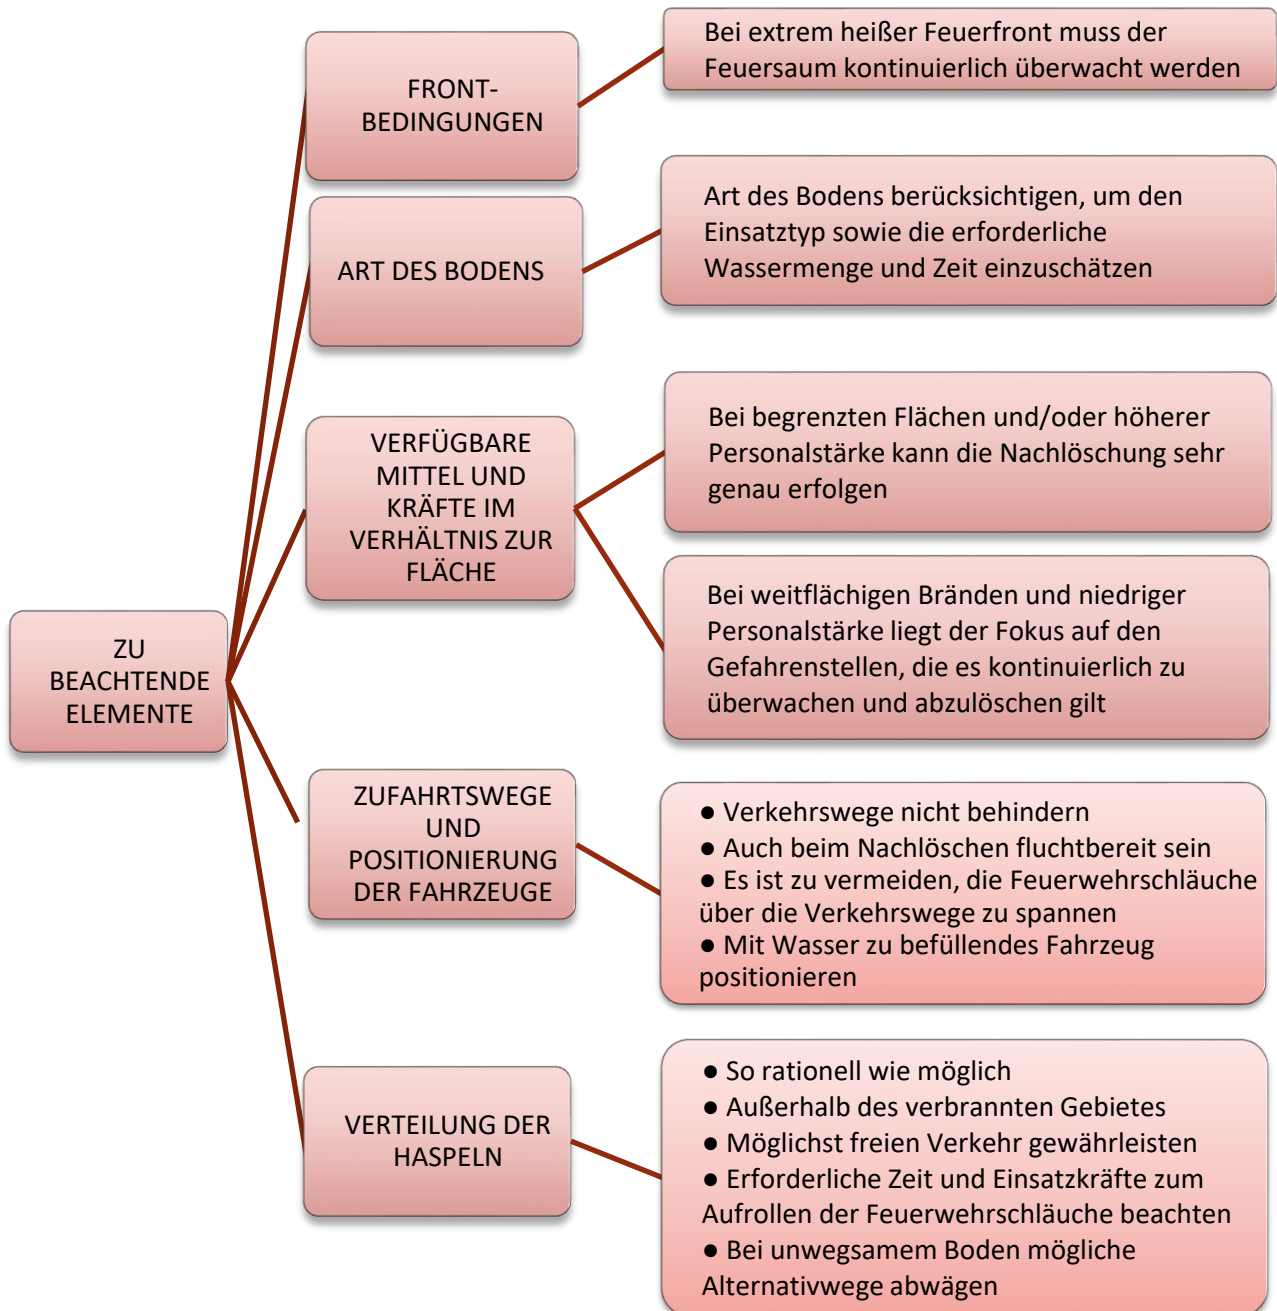 FRONT-
BEDINGUNGEN
Bei extrem heißer Feuerfront muss der
Feuersaum kontinuierlich überwacht werden
ART DES BODENS
Art des Bodens berücksichtigen, um den
Einsatztyp sowie die erforderliche
Wassermenge und Zeit einzuschätzen
VERFÜGBARE
MITTEL UND
KRÄFTE IM
VERHÄLTNIS ZUR
FLÄCHE
Bei begrenzten Flächen und/oder höherer
Personalstärke kann die Nachlöschung sehr
genau erfolgen
Bei weitflächigen Bränden und niedriger
Personalstärke liegt der Fokus auf den
Gefahrenstellen, die es kontinuierlich zu
überwachen und abzulöschen gilt
ZU
BEACHTENDE
ELEMENTE
ZUFAHRTSWEGE
UND
POSITIONIERUNG
DER FAHRZEUGE
● Verkehrswege nicht behindern
● Auch beim Nachlöschen fluchtbereit sein
● Es ist zu vermeiden, die Feuerwehrschläuche
über die Verkehrswege zu spannen
● Mit Wasser zu befüllendes Fahrzeug
positionieren
VERTEILUNG DER
HASPELN
● So rationell wie möglich
● Außerhalb des verbrannten Gebietes
● Möglichst freien Verkehr gewährleisten
● Erforderliche Zeit und Einsatzkräfte zum
Aufrollen der Feuerwehrschläuche beachten
● Bei unwegsamem Boden mögliche
Alternativwege abwägen